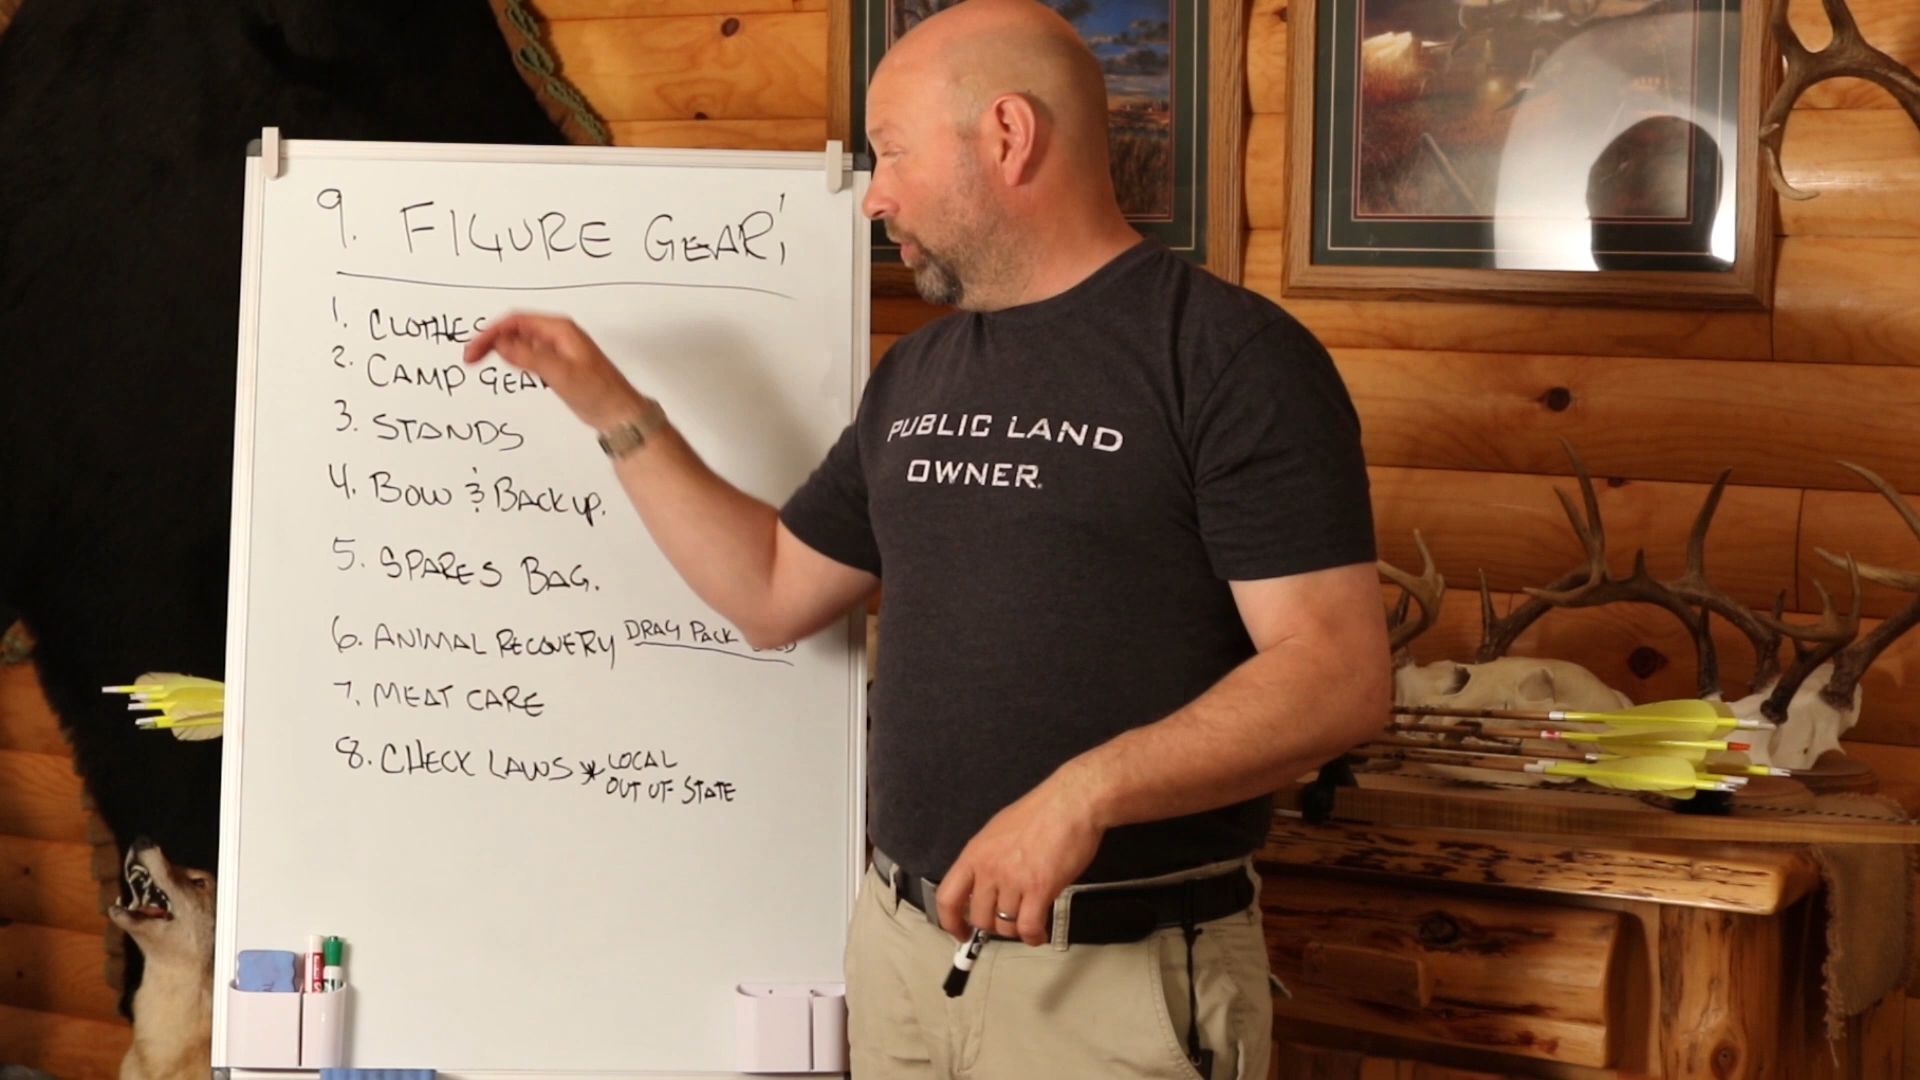 9. FIGURE GEAR;
1. CLOTHES
2. CAMP GEAR
3. STANDS
4. BOW & BACKUP.
5. SPARES BAG.
6. ANIMAL RECOVERY DRAG PACK
7. MEAT CARE
8. CHECK LAWS * LOCAL
OUT OF STATE
PUBLIC LAND
OWNER.